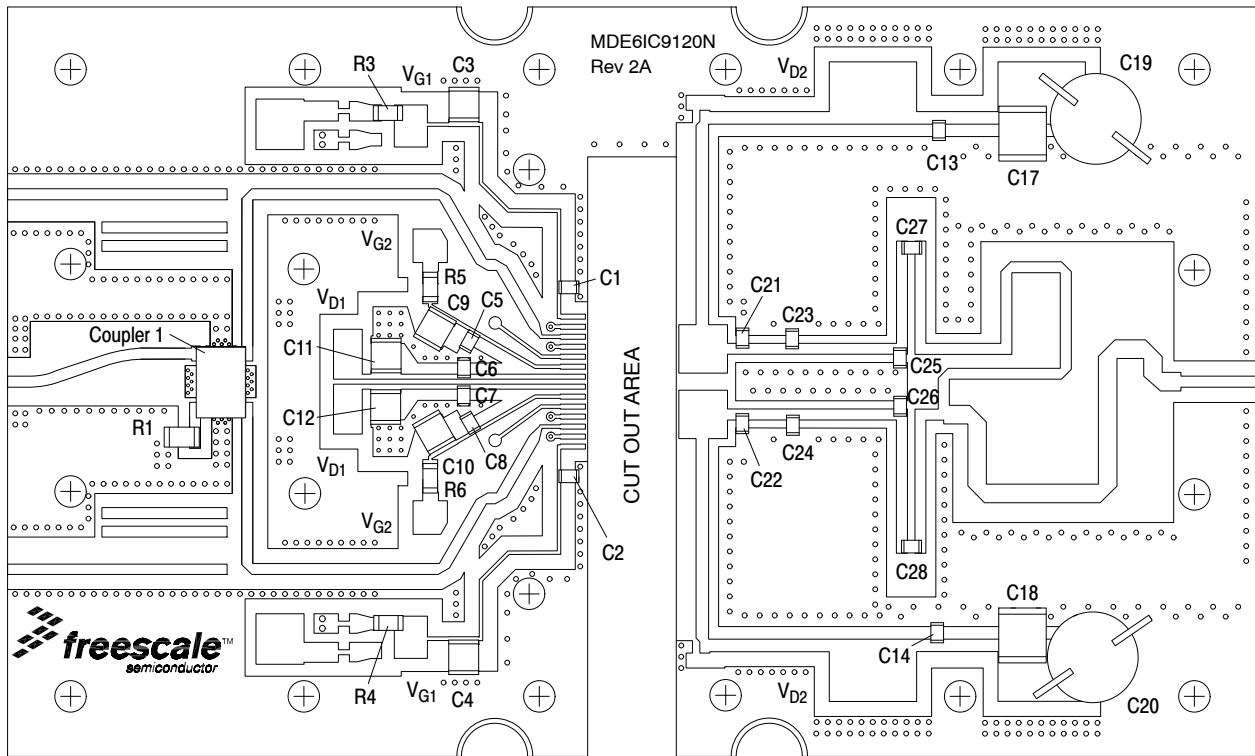 MDE6IC9120N
Rev 2A
R3
VG1
C3
VD2
C19
C13
C17
C27
VG2
R5
C1
VD1
C9
C5
C21
C23
Coupler 1
C11
C6
C25
CUT OUT AREA
C7
C26
C12
R1
C8
C10
C22
C24
VD1
R6
VG2
C2
C28
C18
freescale™
semiconductor
C14
R4
VG1
C4
VD2
C20